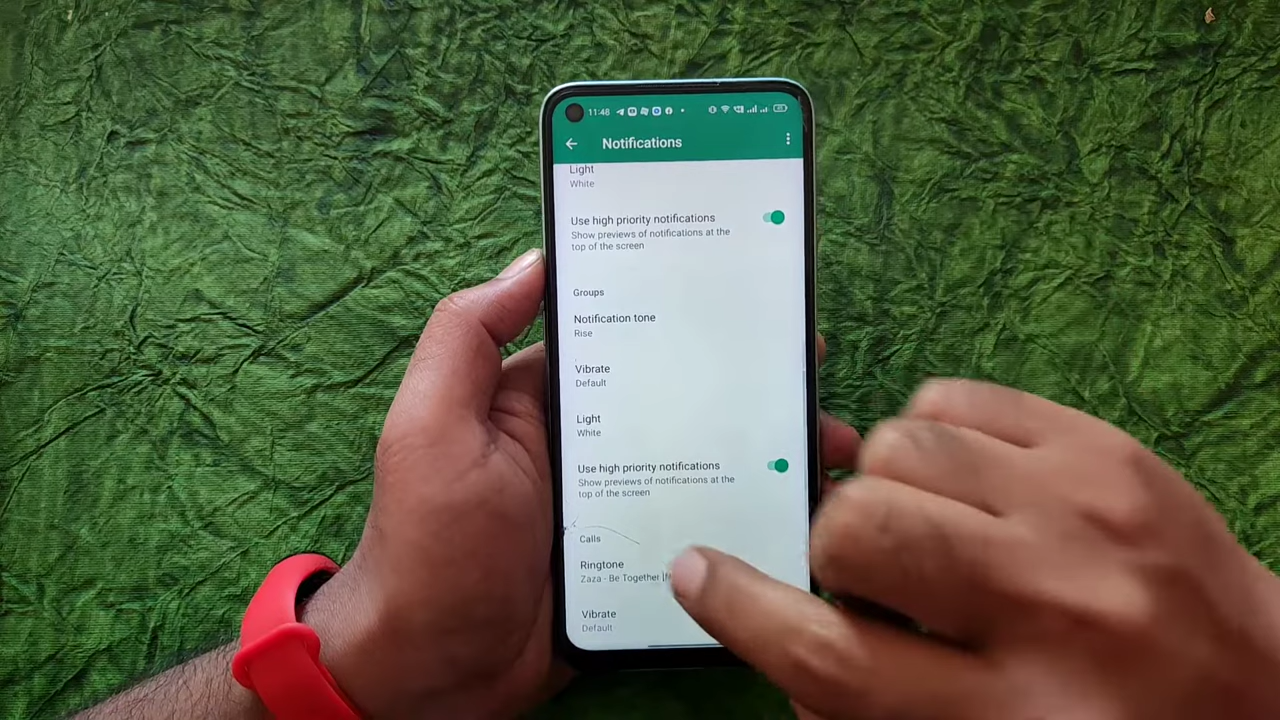 11:48
Notifications
Light
White
Use high priority notifications
Show previews of notifications at the
top of the screen
Groups
Notification tone
Rise
Vibrate
Default
Light
White
Use high priority notifications
Show previews of notifications at the
top of the screen
Calls
Ringtone
Zaza - Be Together
Vibrate
Default